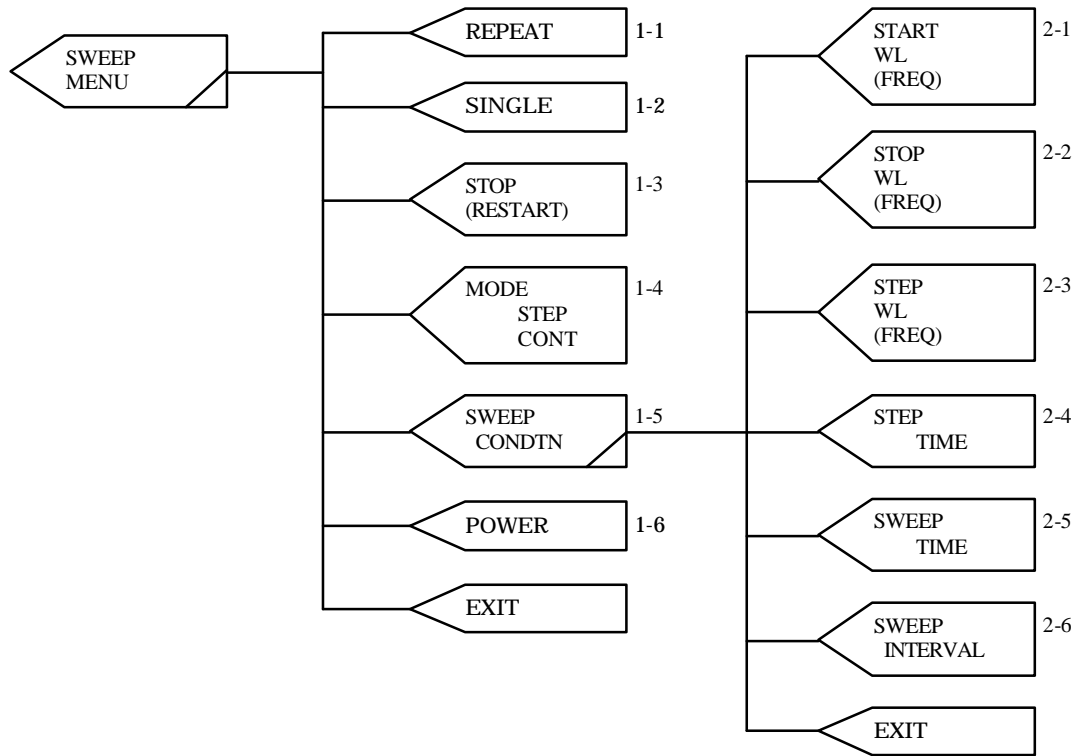 SWEEP
MENU
REPEAT
1-1
SINGLE
1-2
STOP
(RESTART)
1-3
MODE
STEP
CONT
1-4
SWEEP
CONDTN
1-5
POWER
1-6
EXIT
START
WL
(FREQ)
2-1
STOP
WL
(FREQ)
2-2
STEP
WL
(FREQ)
2-3
STEP
TIME
2-4
SWEEP
TIME
2-5
SWEEP
INTERVAL
2-6
EXIT